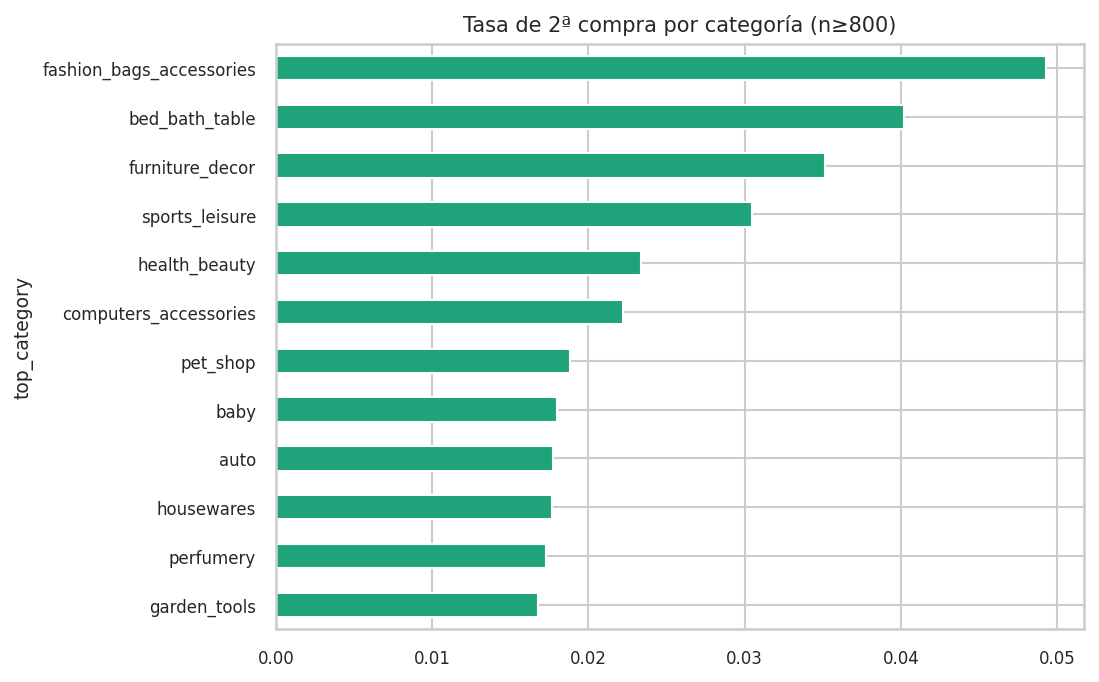 Tasa de 2ª compra por categoría (n≥800)
top_category
fashion_bags_accessories
bed_bath_table
furniture_decor
sports_leisure
health_beauty
computers_accessories
pet_shop
baby
auto
housewares
perfumery
garden_tools
0.00 0.01 0.02 0.03 0.04 0.05